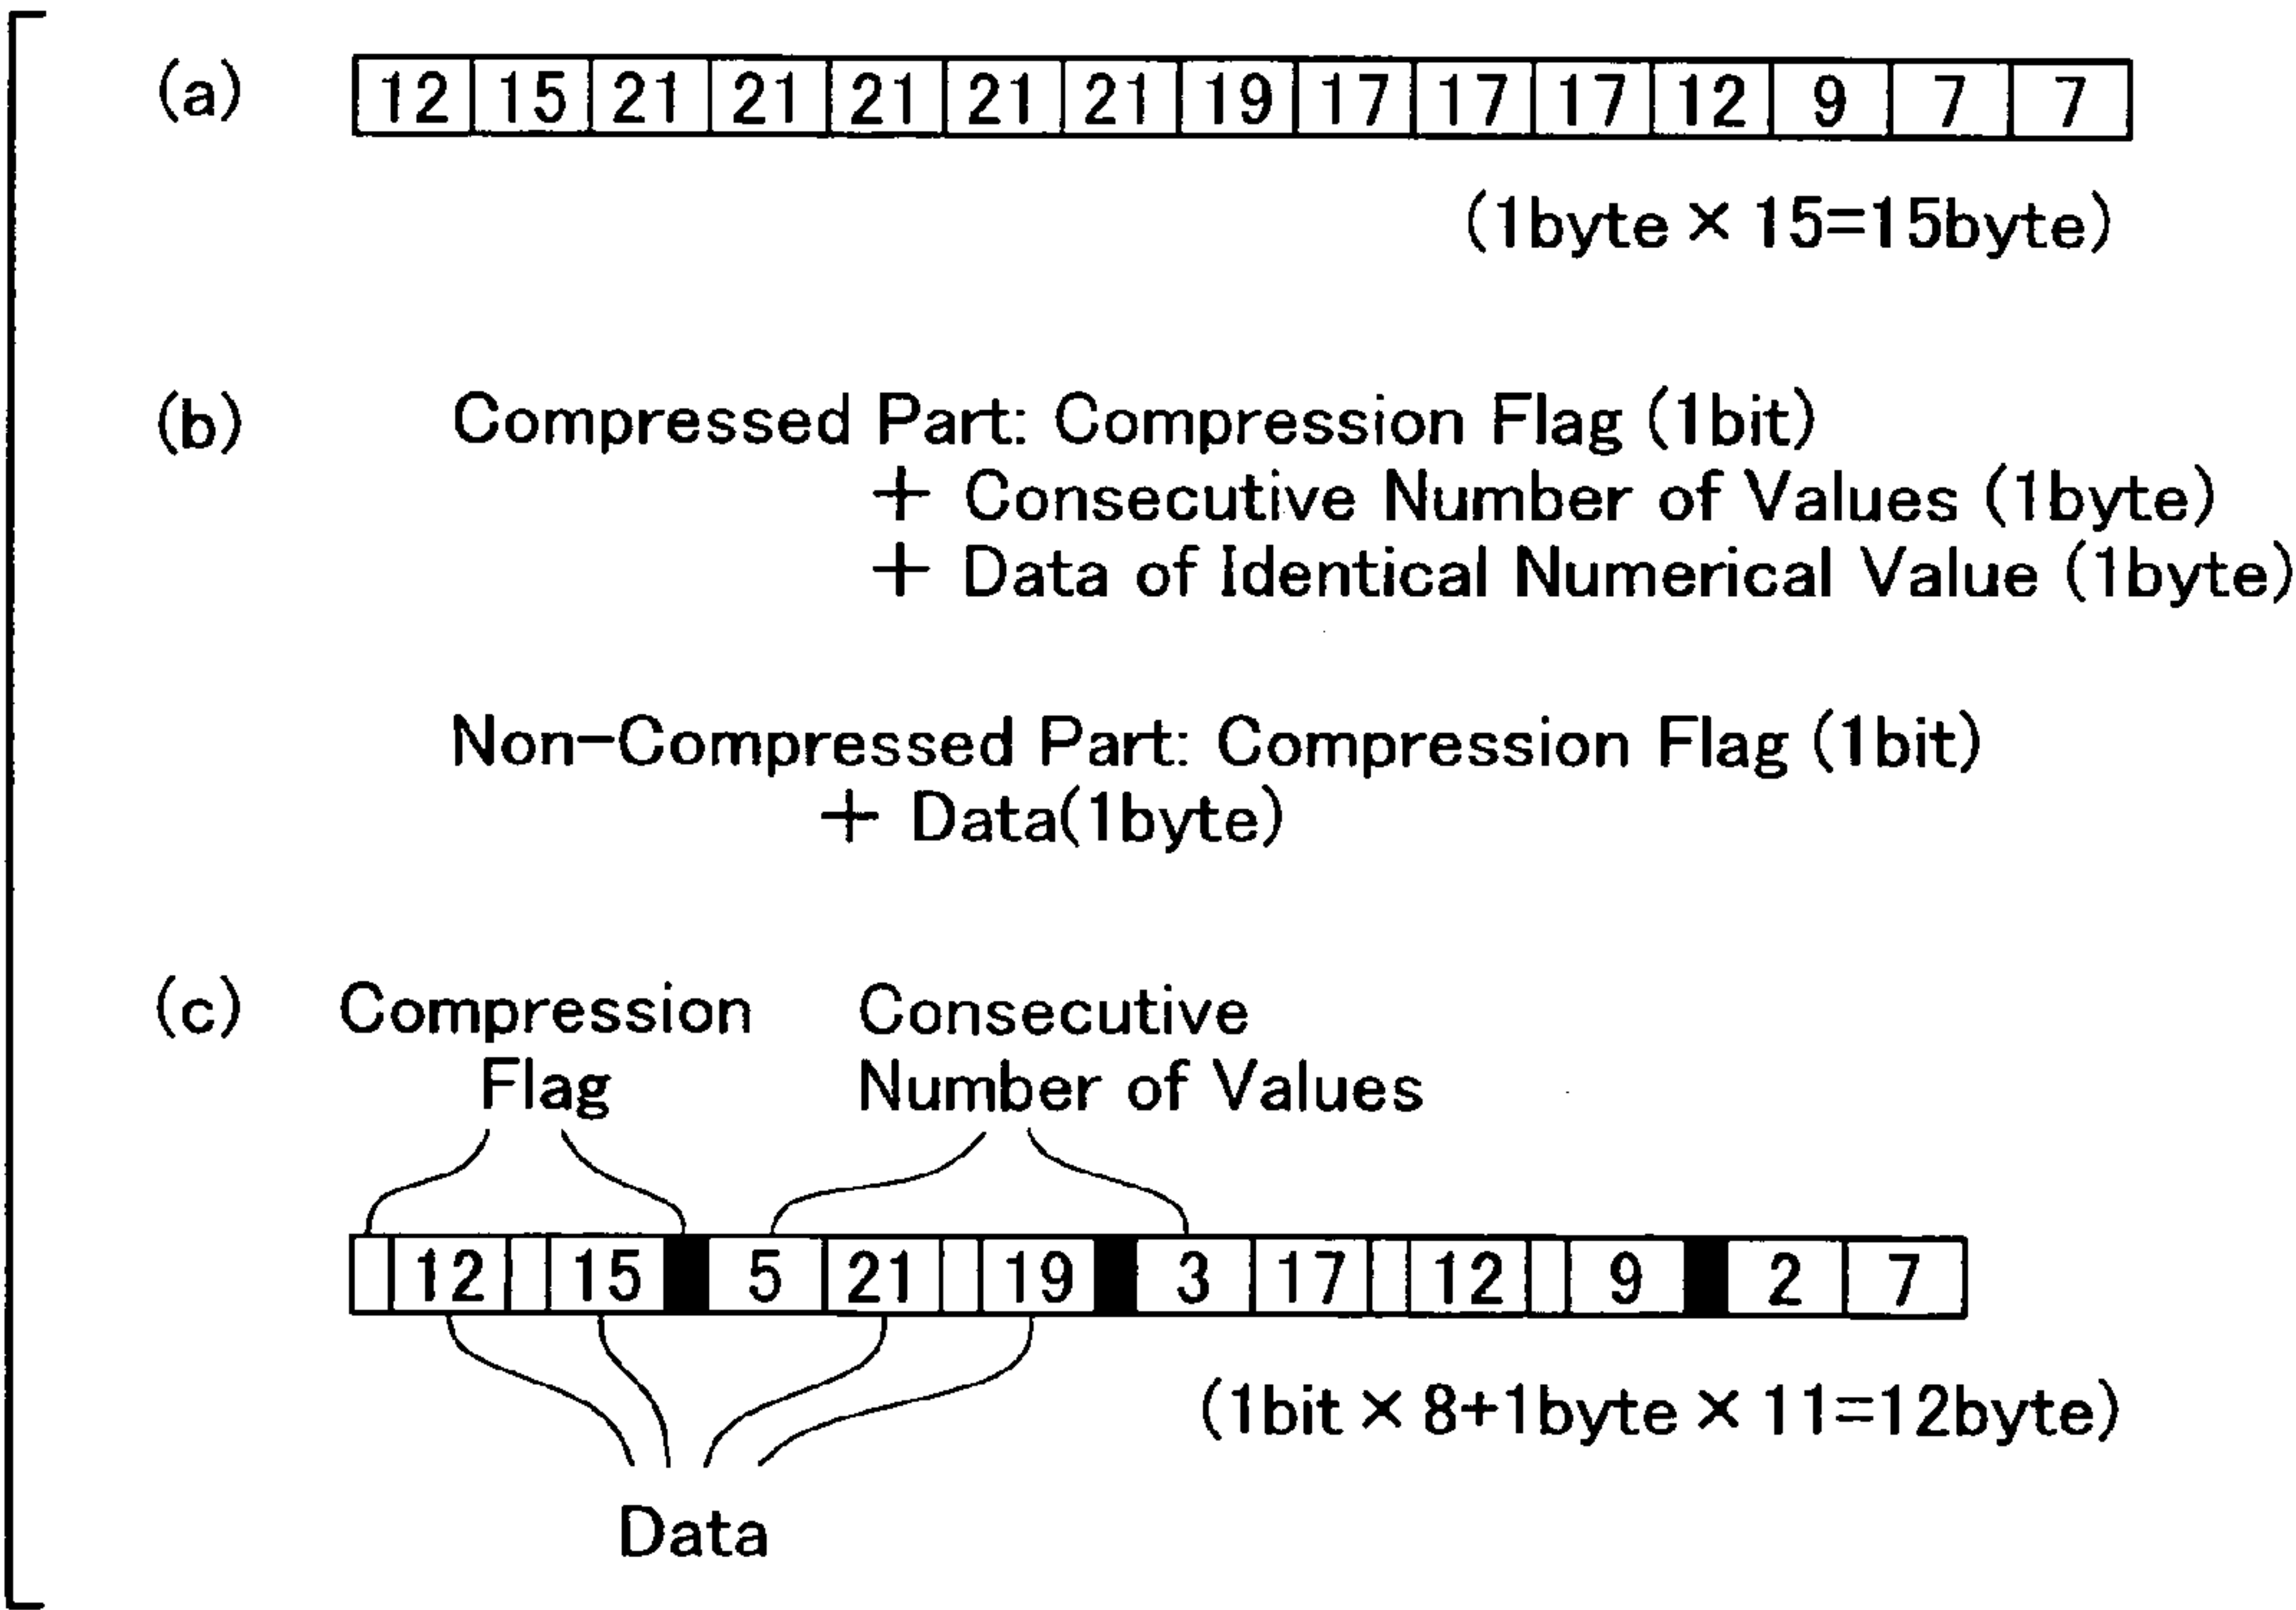 (a) 12 15 21 21 21 21 21 19 17 17 17 12 9 7 7
(1byte × 15=15byte)
(b) Compressed Part: Compression Flag (1bit)
+ Consecutive Number of Values (1byte)
+ Data of Identical Numerical Value (1byte)
Non-Compressed Part: Compression Flag (1bit)
+ Data(1byte)
(c) Compression Consecutive
Flag Number of Values
12 15 5 21 19 3 17 12 9 2 7
(1bit × 8+1byte × 11=12byte)
Data